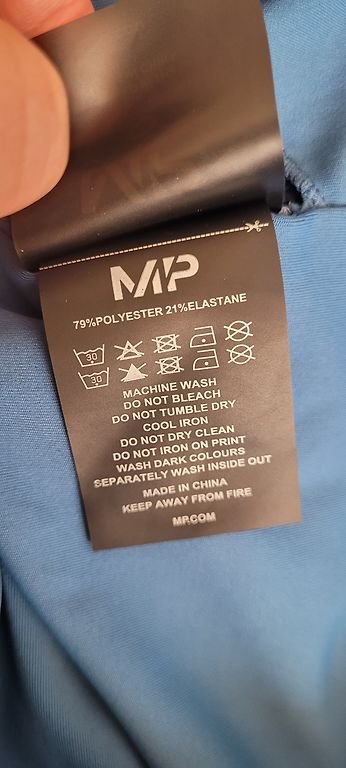 MP
79%POLYESTER 21%ELASTANE
30
30
MACHINE WASH
DO NOT BLEACH
DO NOT TUMBLE DRY
COOL IRON
DO NOT DRY CLEAN
DO NOT IRON ON PRINT
WASH DARK COLOURS
SEPARATELY WASH INSIDE OUT
MADE IN CHINA
KEEP AWAY FROM FIRE
MP.COM